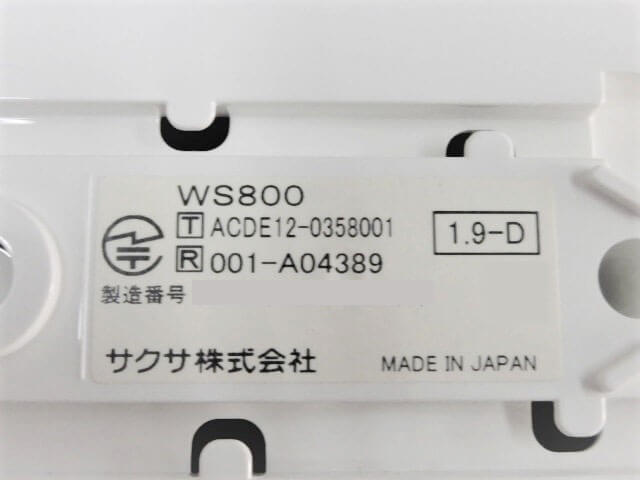 WS800
T ACDE12-0358001
1.9-D
R 001-A04389
製造番号
サクサ株式会社
MADE IN JAPAN